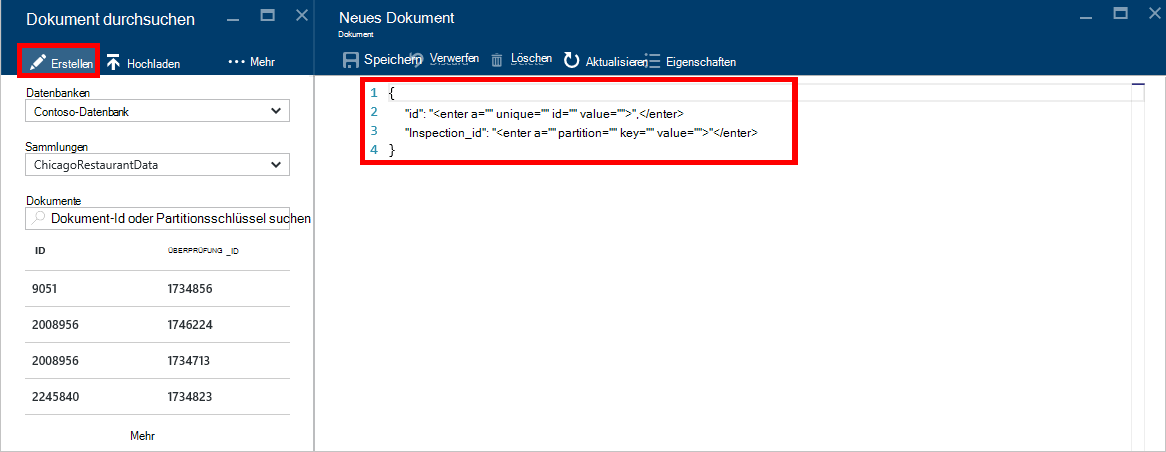 Dokument durchsuchen
Erstellen
Hochladen
Mehr
Datenbanken
Contoso-Datenbank
Sammlungen
ChicagoRestaurantData
Dokumente
Dokument-Id oder Partitionsschlüssel suchen
ID ÜBERPRÜFUNG _ID
9051 1734856
2008956 1746224
2008956 1734713
2245840 1734823
Mehr
Neues Dokument
Dokument
Speichern Verwerfen Löschen Aktualisieren Eigenschaften
1 {
2 "id": "<enter a="" unique="" id="" value="">",</enter>
3 "Inspection_id": "<enter a="" partition="" key="" value="">"</enter>
4 }